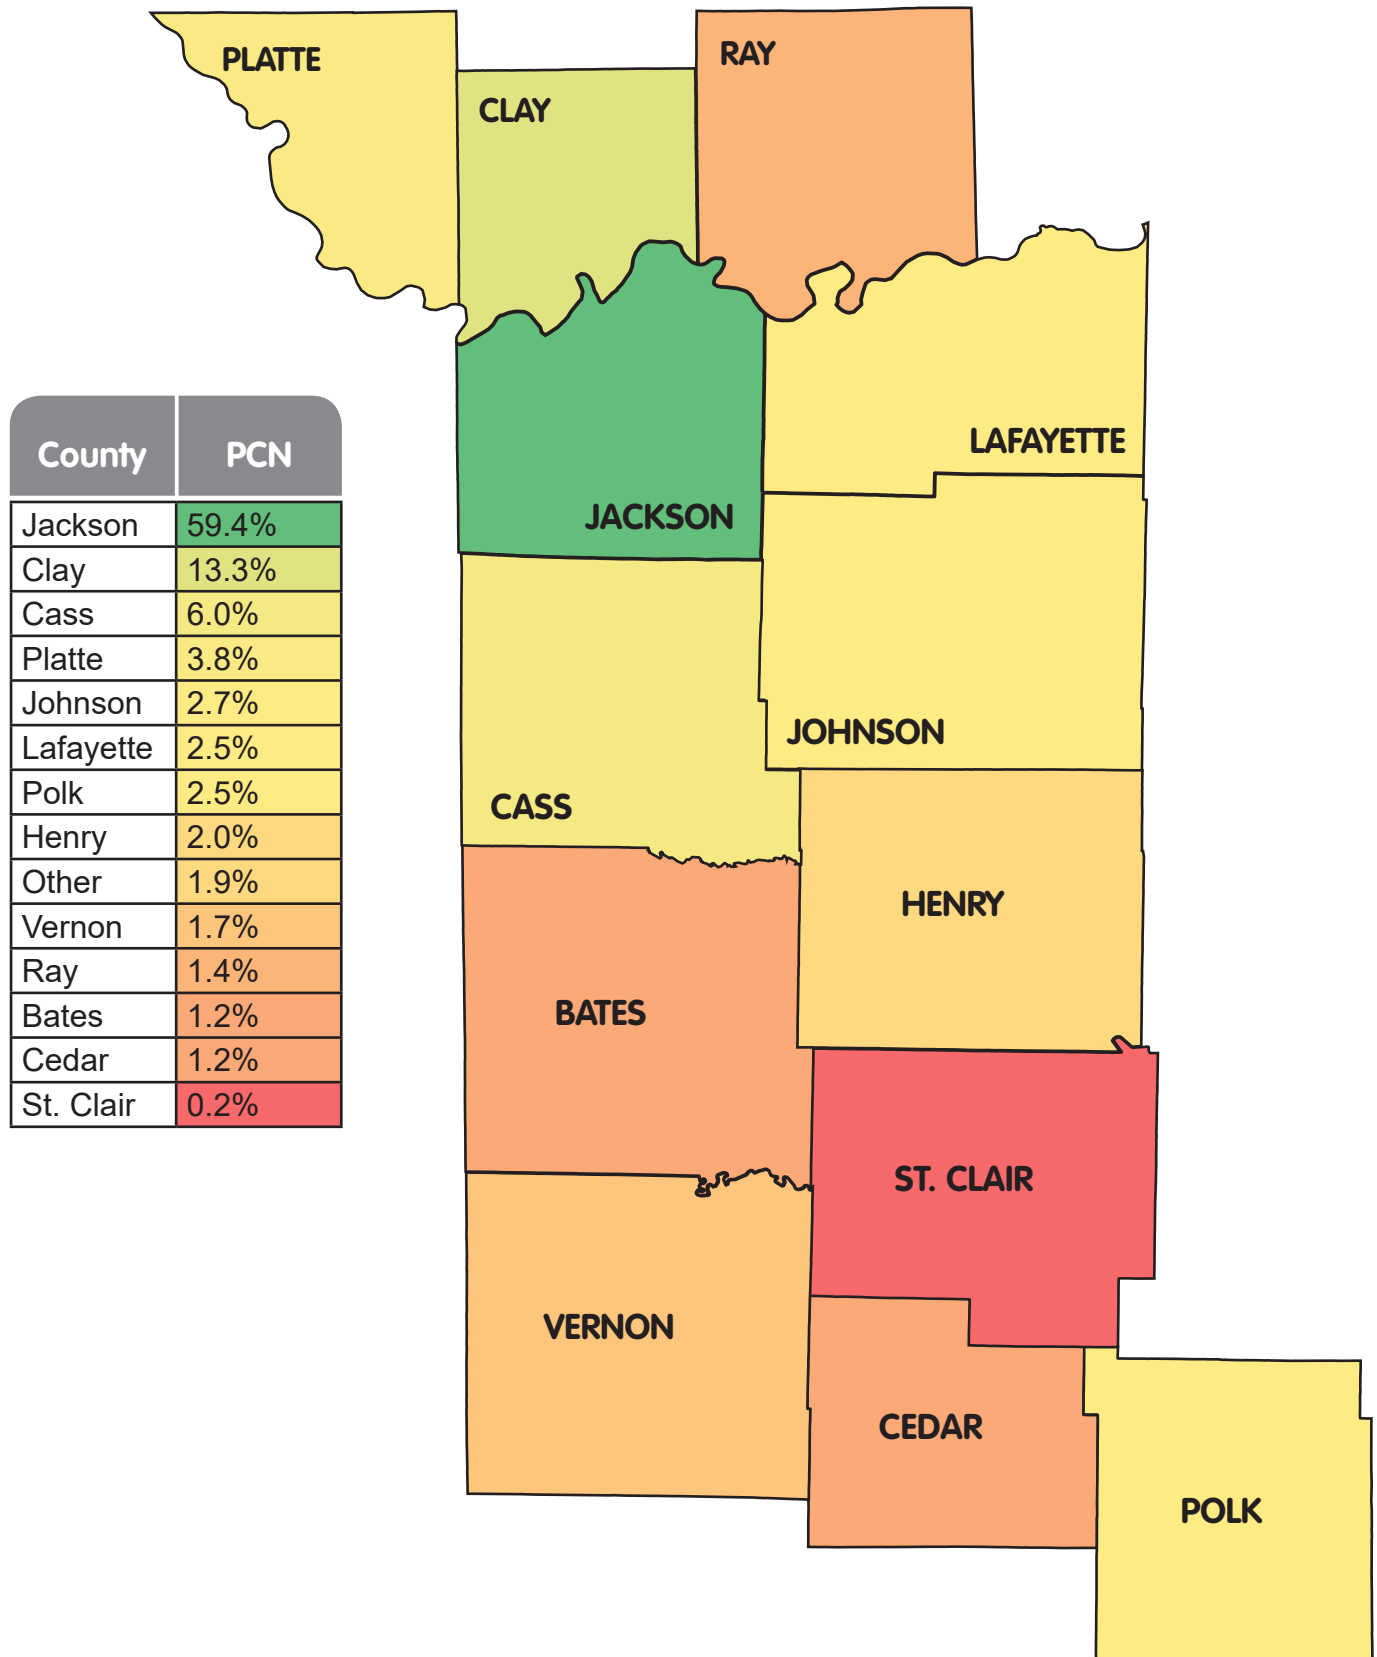 PLATTE
CLAY
RAY
LAFAYETTE
JACKSON
County PCN
Jackson 59.4%
Clay 13.3%
Cass 6.0%
Platte 3.8%
Johnson 2.7%
Lafayette 2.5%
Polk 2.5%
Henry 2.0%
Other 1.9%
Vernon 1.7%
Ray 1.4%
Bates 1.2%
Cedar 1.2%
St. Clair 0.2%
JOHNSON
CASS
HENRY
BATES
ST. CLAIR
VERNON
CEDAR
POLK